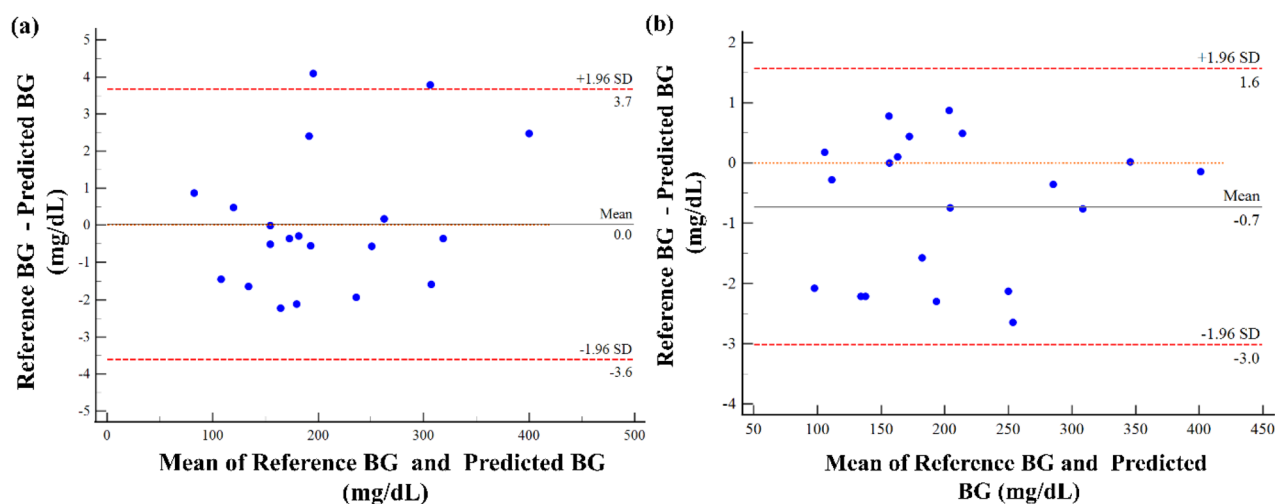 (a)
Reference BG - Predicted BG
(mg/dL)
5
4
3
2
1
0
-1
-2
-3
-4
-5
+1.96 SD
3.7
Mean
0.0
-1.96 SD
-3.6
0
100
200
300
400
500
Mean of Reference BG and Predicted BG
(mg/dL)
(b)
Reference BG - Predicted BG
(mg/dL)
2
1
0
-1
-2
-3
-4
+1.96 SD
1.6
Mean
-0.7
-1.96 SD
-3.0
50
100
150
200
250
300
350
400
450
Mean of Reference BG and Predicted
BG (mg/dL)